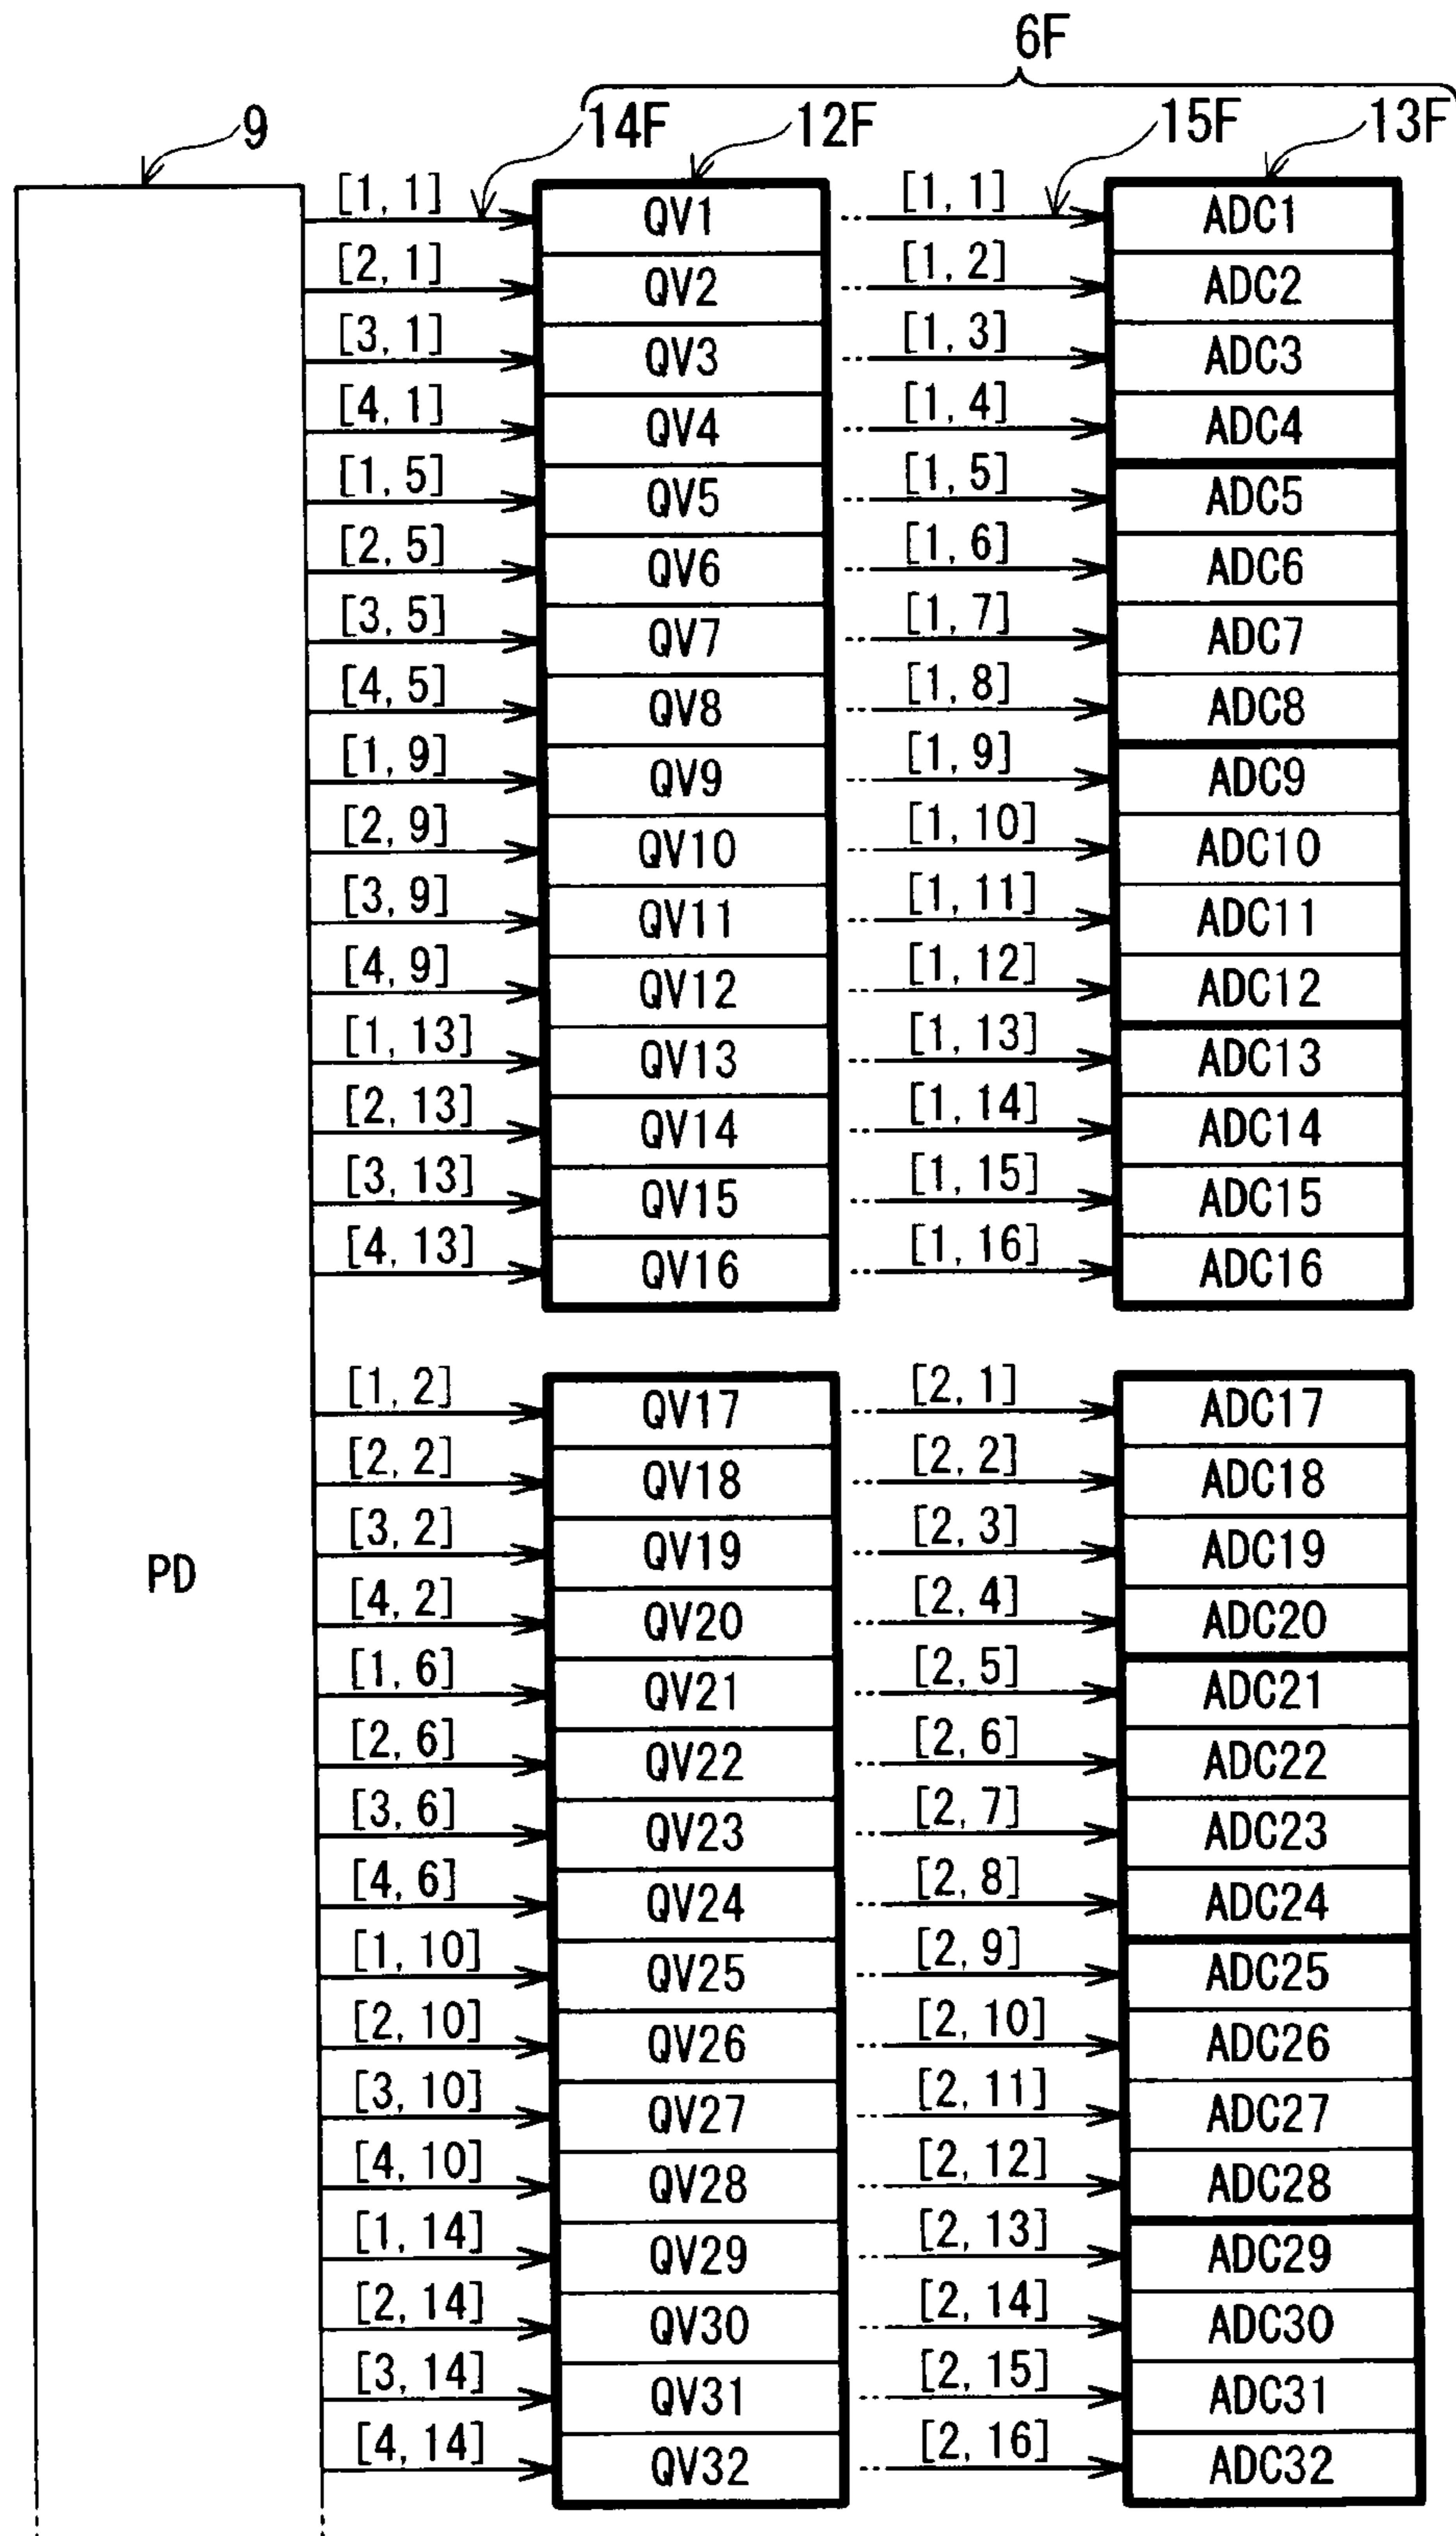 6F
9 14F 12F 15F 13F
[1, 1] QV1 [1, 1] ADC1
[2, 1] QV2 [1, 2] ADC2
[3, 1] QV3 [1, 3] ADC3
[4, 1] QV4 [1, 4] ADC4
[1, 5] QV5 [1, 5] ADC5
[2, 5] QV6 [1, 6] ADC6
[3, 5] QV7 [1, 7] ADC7
[4, 5] QV8 [1, 8] ADC8
[1, 9] QV9 [1, 9] ADC9
[2, 9] QV10 [1, 10] ADC10
[3, 9] QV11 [1, 11] ADC11
[4, 9] QV12 [1, 12] ADC12
[1, 13] QV13 [1, 13] ADC13
[2, 13] QV14 [1, 14] ADC14
[3, 13] QV15 [1, 15] ADC15
[4, 13] QV16 [1, 16] ADC16
[1, 2] QV17 [2, 1] ADC17
[2, 2] QV18 [2, 2] ADC18
[3, 2] QV19 [2, 3] ADC19
PD
[4, 2] QV20 [2, 4] ADC20
[1, 6] QV21 [2, 5] ADC21
[2, 6] QV22 [2, 6] ADC22
[3, 6] QV23 [2, 7] ADC23
[4, 6] QV24 [2, 8] ADC24
[1, 10] QV25 [2, 9] ADC25
[2, 10] QV26 [2, 10] ADC26
[3, 10] QV27 [2, 11] ADC27
[4, 10] QV28 [2, 12] ADC28
[1, 14] QV29 [2, 13] ADC29
[2, 14] QV30 [2, 14] ADC30
[3, 14] QV31 [2, 15] ADC31
[4, 14] QV32 [2, 16] ADC32